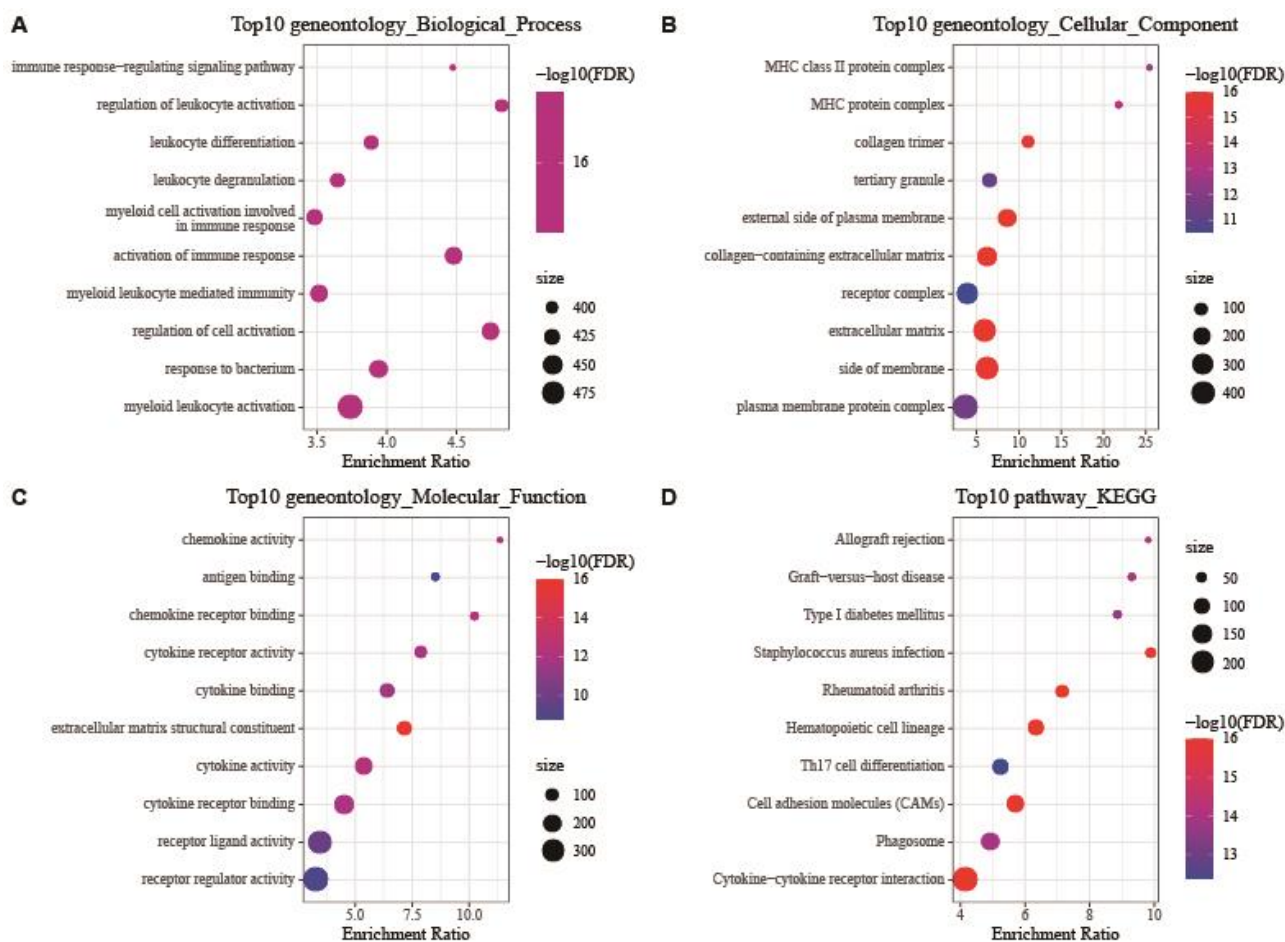 A
Top10 geneontology_Biological_Process
immune response-regulating signaling pathway
regulation of leukocyte activation
leukocyte differentiation
leukocyte degranulation
myeloid cell activation involved
in immune response
activation of immune response
myeloid leukocyte mediated immunity
regulation of cell activation
response to bacterium
myeloid leukocyte activation
3.5 4.0 4.5
Enrichment Ratio
−log10(FDR)
16
size
400
425
450
475
B
Top10 geneontology_Cellular_Component
MHC class II protein complex
MHC protein complex
collagen trimer
tertiary granule
external side of plasma membrane
collagen-containing extracellular matrix
receptor complex
extracellular matrix
side of membrane
plasma membrane protein complex
5 10 15 20 25
Enrichment Ratio
−log10(FDR)
16
15
14
13
12
11
size
100
200
300
400
C
Top10 geneontology_Molecular_Function
chemokine activity
antigen binding
chemokine receptor binding
cytokine receptor activity
cytokine binding
extracellular matrix structural constituent
cytokine activity
cytokine receptor binding
receptor ligand activity
receptor regulator activity
5.0 7.5 10.0
Enrichment Ratio
−log10(FDR)
16
14
12
10
size
100
200
300
D
Top10 pathway_KEGG
Allograft rejection
Graft-versus-host disease
Type I diabetes mellitus
Staphylococcus aureus infection
Rheumatoid arthritis
Hematopoietic cell lineage
Th17 cell differentiation
Cell adhesion molecules (CAMs)
Phagosome
Cytokine-cytokine receptor interaction
4 6 8 10
Enrichment Ratio
size
50
100
150
200
−log10(FDR)
16
15
14
13